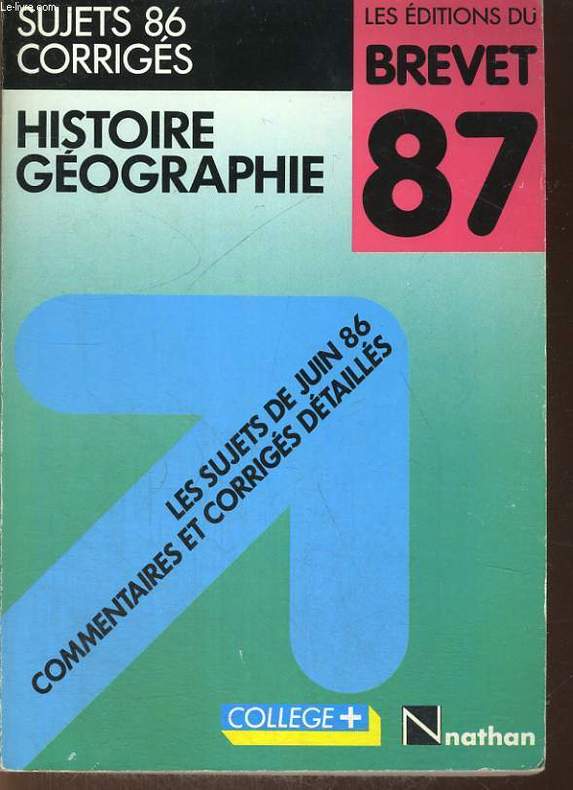 Le-livre.com
SUJETS 86
CORRIGÉS
LES ÉDITIONS DU
BREVET
87
HISTOIRE
GÉOGRAPHIE
LES SUJETS DE JUIN 86
COMMENTAIRES ET CORRIGÉS DÉTAILLÉS
COLLEGE +
N nathan